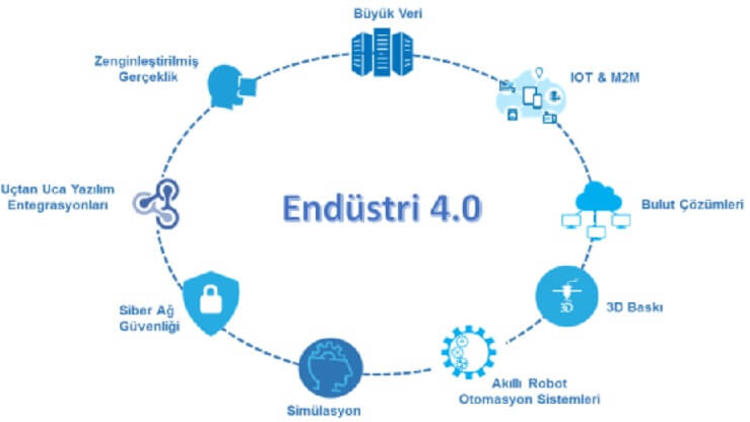 Büyük Veri
Zenginleştirilmiş
Gerçeklik
IOT & M2M
Uçtan Uca Yazılım
Entegrasyonları
Endüstri 4.0
Bulut Çözümleri
Siber Ağ
Güvenliği
3D
3D Baskı
Akıllı Robot
Otomasyon Sistemleri
Simülasyon